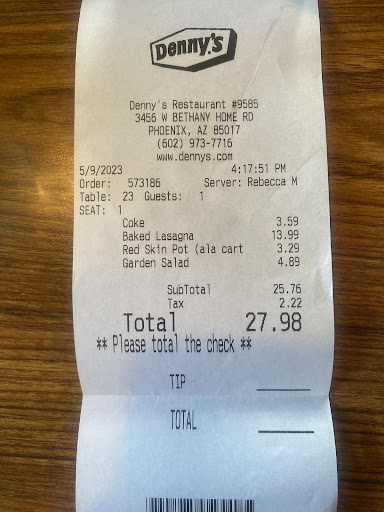 Denny's
Denny's Restaurant #9585
3456 W BETHANY HOME RD
PHOENIX, AZ 85017
(602) 973-7716
www.dennys.com
5/9/2023 4:17:51 PM
Order: 573186 Server: Rebecca M
Table: 23 Guests: 1
SEAT: 1
Coke 3.59
Baked Lasagna 13.99
Red Skin Pot (ala cart 3.29
Garden Salad 4.89
SubTotal 25.76
Tax 2.22
Total 27.98
** Please total the check **
TIP
TOTAL